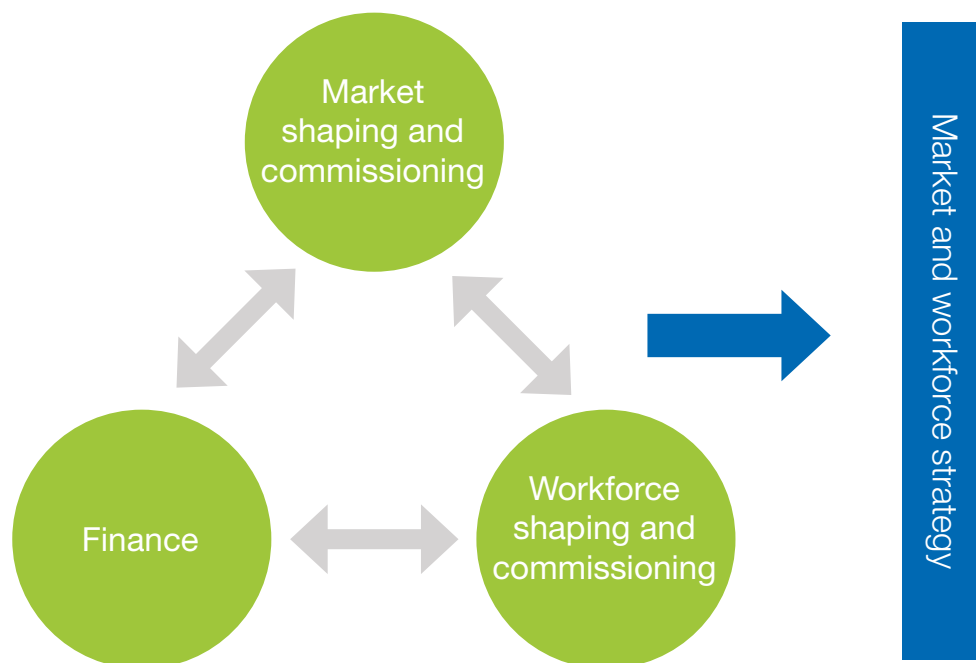 Market
shaping and
commissioning
Finance
Workforce
shaping and
commissioning
Market and workforce strategy